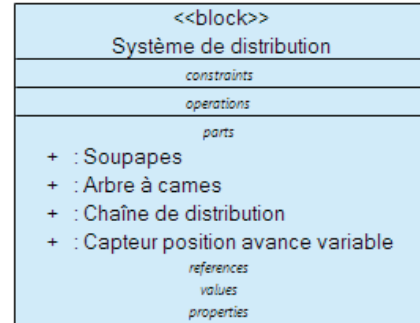 <<block>>
Système de distribution
constraints
operations
parts
+ : Soupapes
+ : Arbre à cames
+ : Chaîne de distribution
+ : Capteur position avance variable
references
values
properties